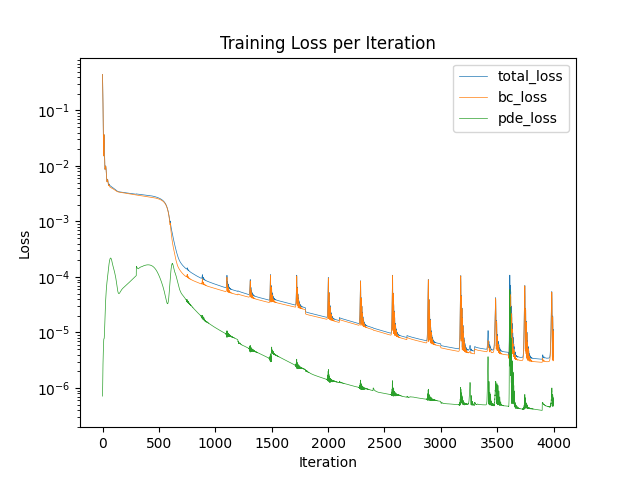 Training Loss per Iteration
total_loss
bc_loss
pde_loss
Loss
10⁻¹
10⁻²
10⁻³
10⁻⁴
10⁻⁵
10⁻⁶
0 500 1000 1500 2000 2500 3000 3500 4000
Iteration